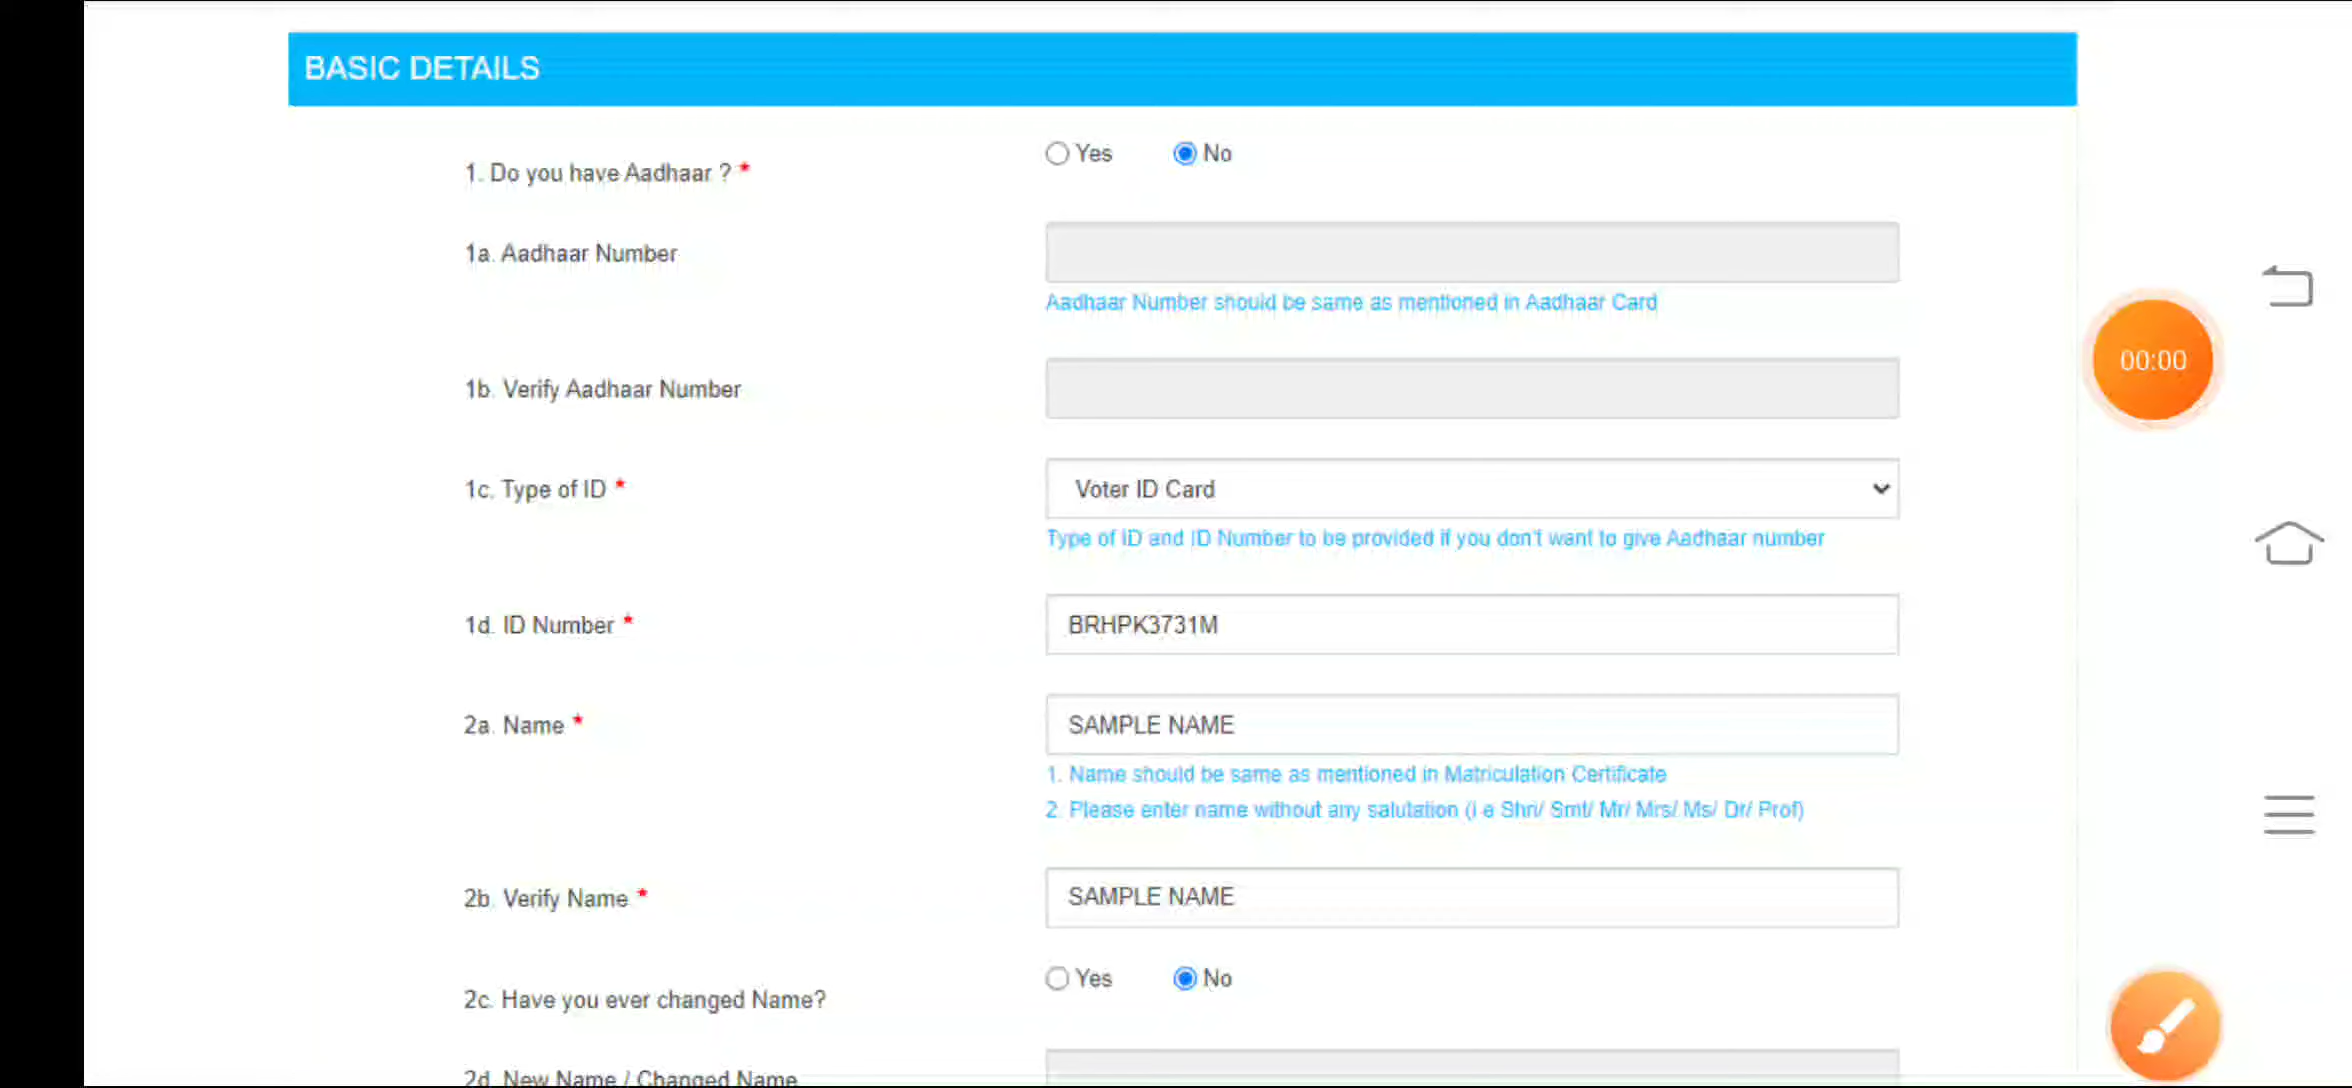 BASIC DETAILS
1. Do you have Aadhaar ? *
Yes No
1a. Aadhaar Number
Aadhaar Number should be same as mentioned in Aadhaar Card
1b. Verify Aadhaar Number
1c. Type of ID *
Voter ID Card
Type of ID and ID Number to be provided if you don't want to give Aadhaar number
1d. ID Number *
BRHPK3731M
2a. Name *
SAMPLE NAME
1. Name should be same as mentioned in Matriculation Certificate
2. Please enter name without any salutation (i.e Shri/ Smt/ Mr/ Mrs/ Ms/ Dr/ Prof)
2b. Verify Name *
SAMPLE NAME
2c. Have you ever changed Name?
Yes No
2d. New Name / Changed Name
00:00